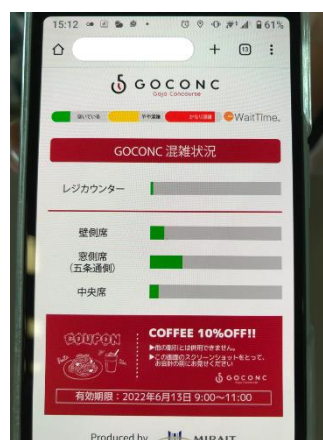 15:12
61%
13
GOCONC
Gojo Concourse
空いている やや混雑 かなり混雑 WaitTime
GOCONC 混雑状況
レジカウンター
壁側席
窓側席
(五条通側)
中央席
COUPON
COFFEE 10%OFF!!
▶他の割引とは併用できません。
▶この画面のスクリーンショットをとって、
お会計の前にお見せください
GOCONC
有効期限:2022年6月13日 9:00~11:00
Produced by MIRAIT